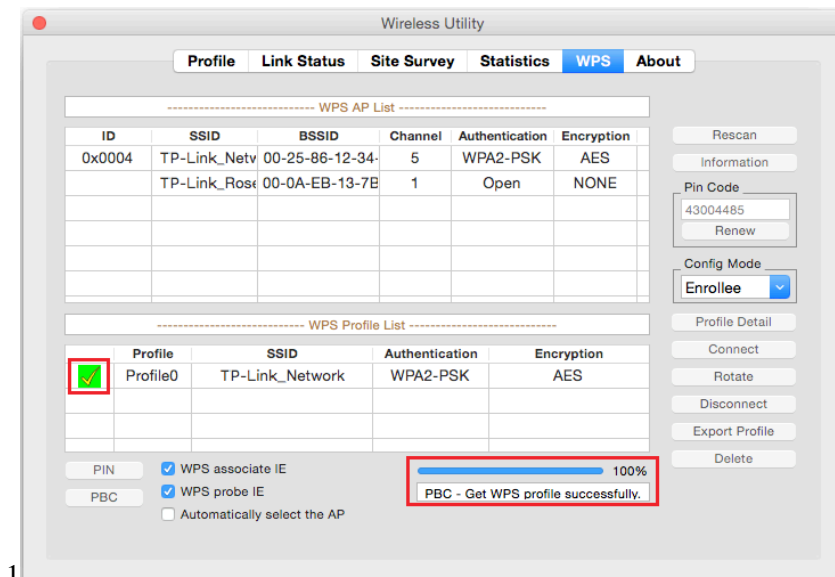 Wireless Utility
Profile Link Status Site Survey Statistics WPS About
---------------------------- WPS AP List ----------------------------
ID SSID BSSID Channel Authentication Encryption
0x0004 TP-Link_Netw 00-25-86-12-34- 5 WPA2-PSK AES
TP-Link_Rose 00-0A-EB-13-7B 1 Open NONE
Rescan
Information
Pin Code
43004485
Renew
Config Mode
Enrollee
---------------------------- WPS Profile List ----------------------------
Profile SSID Authentication Encryption
Profile0 TP-Link_Network WPA2-PSK AES
Profile Detail
Connect
Rotate
Disconnect
Export Profile
Delete
PIN WPS associate IE 100%
PBC WPS probe IE PBC - Get WPS profile successfully.
Automatically select the AP
1